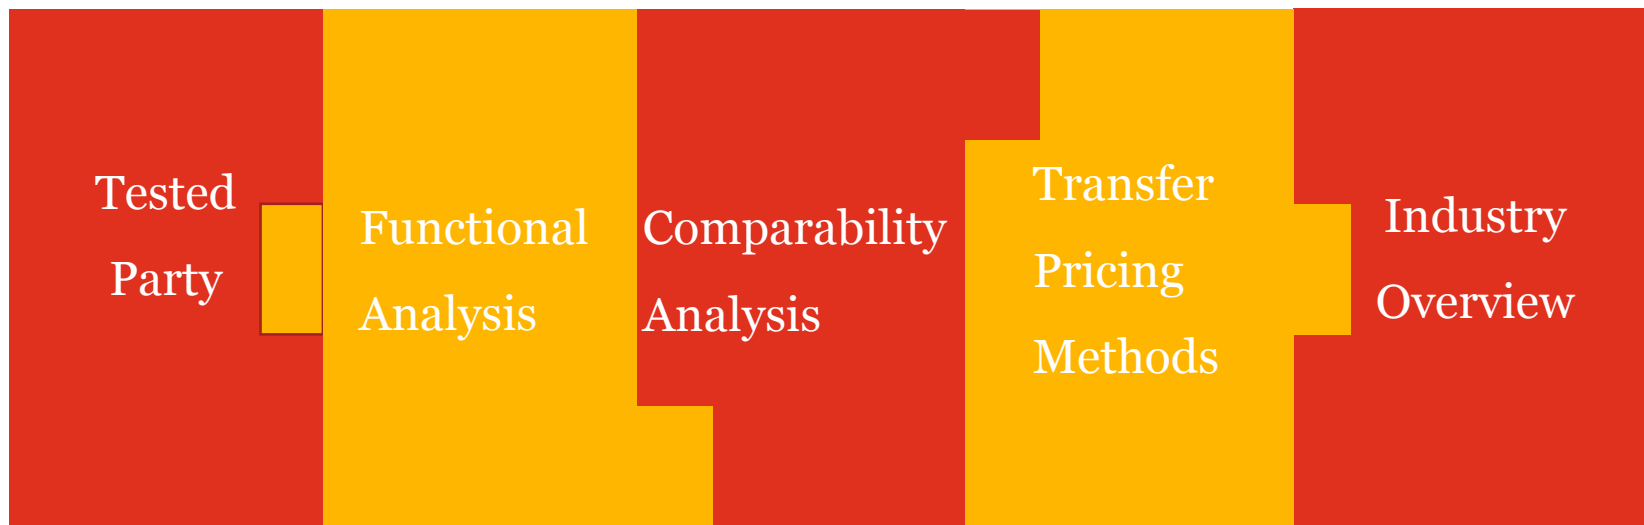 Tested
Party
Functional
Analysis
Comparability
Analysis
Transfer
Pricing
Methods
Industry
Overview